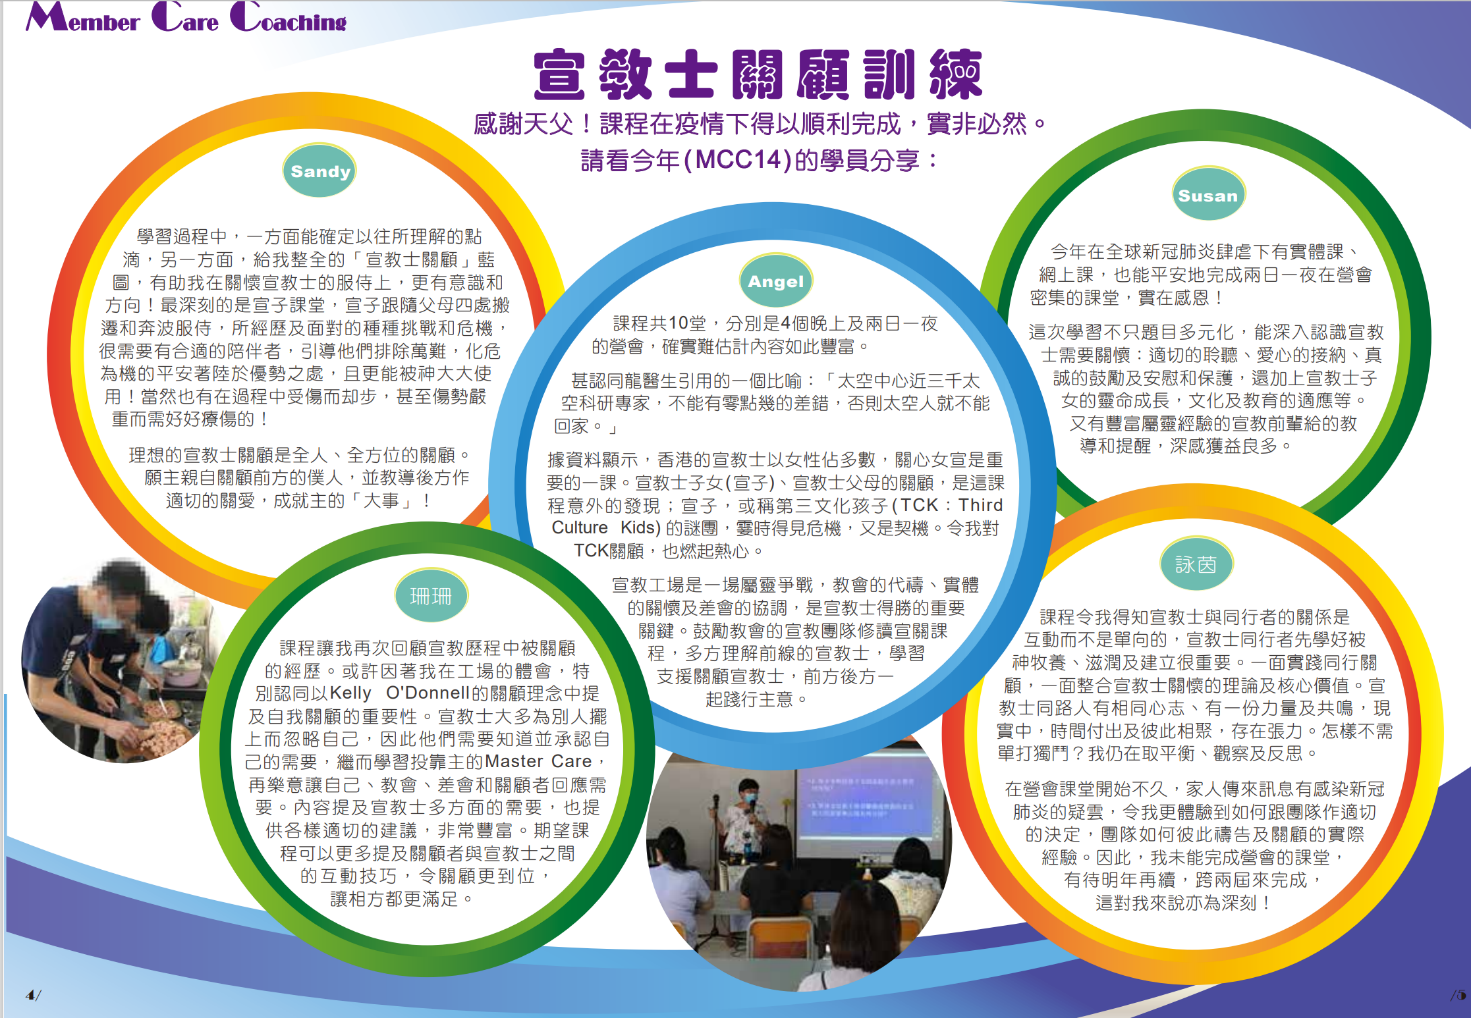 Member Care Coaching
宣教士關顧訓練
感謝天父！課程在疫情下得以順利完成，實非必然。
請看今年(MCC14)的學員分享：
Sandy
學習過程中，一方面能確定以往所理解的點
滴，另一方面，給我整全的「宣教士關顧」藍
圖，有助我在關懷宣教士的服侍上，更有意識和
方向！最深刻的是宣子課堂，宣子跟隨父母四處搬
遷和奔波服侍，所經歷及面對的種種挑戰和危機，
很需要有合適的陪伴者，引導他們排除萬難，化危
為機的平安著陸於優勢之處，且更能被神大大使
用！當然也有在過程中受傷而却步，甚至傷勢嚴
重而需好好療傷的！
理想的宣教士關顧是全人、全方位的關顧。
願主親自關顧前方的僕人，並教導後方作
適切的關愛，成就主的「大事」！
Angel
課程共10堂，分別是4個晚上及兩日一夜
的營會，確實難估計內容如此豐富。
甚認同龍醫生引用的一個比喻：「太空中心近三千太
空科研專家，不能有零點幾的差錯，否則太空人就不能
回家。」
據資料顯示，香港的宣教士以女性佔多數，關心女宣是重
要的一課。宣教士子女(宣子)、宣教士父母的關顧，是這課
程意外的發現；宣子，或稱第三文化孩子(TCK：Third
Culture Kids) 的謎團，霎時得見危機，又是契機。令我對
TCK關顧，也燃起熱心。
宣教工場是一場屬靈爭戰，教會的代禱、實體
的關懷及差會的協調，是宣教士得勝的重要
關鍵。鼓勵教會的宣教團隊修讀宣關課
程，多方理解前線的宣教士，學習
支援關顧宣教士，前方後方一
起踐行主意。
Susan
今年在全球新冠肺炎肆虐下有實體課、
網上課，也能平安地完成兩日一夜在營會
密集的課堂，實在感恩！
這次學習不只題目多元化，能深入認識宣教
士需要關懷：適切的聆聽、愛心的接納、真
誠的鼓勵及安慰和保護，還加上宣教士子
女的靈命成長，文化及教育的適應等。
又有豐富屬靈經驗的宣教前輩給的教
導和提醒，深感獲益良多。
珊珊
課程讓我再次回顧宣教歷程中被關顧
的經歷。或許因著我在工場的體會，特
別認同以Kelly O'Donnell的關顧理念中提
及自我關顧的重要性。宣教士大多為別人擺
上而忽略自己，因此他們需要知道並承認自
己的需要，繼而學習投靠主的Master Care，
再樂意讓自己、教會、差會和關顧者回應需
要。內容提及宣教士多方面的需要，也提
供各樣適切的建議，非常豐富。期望課
程可以更多提及關顧者與宣教士之間
的互動技巧，令關顧更到位，
讓相方都更滿足。
詠茵
課程令我得知宣教士與同行者的關係是
互動而不是單向的，宣教士同行者先學好被
神牧養、滋潤及建立很重要。一面實踐同行關
顧，一面整合宣教士關懷的理論及核心價值。宣
教士同路人有相同心志、有一份力量及共鳴，現
實中，時間付出及彼此相聚，存在張力。怎樣不需
單打獨鬥？我仍在取平衡、觀察及反思。
在營會課堂開始不久，家人傳來訊息有感染新冠
肺炎的疑雲，令我更體驗到如何跟團隊作適切
的決定，團隊如何彼此禱告及關顧的實際
經驗。因此，我未能完成營會的課堂，
有待明年再續，跨兩屆來完成，
這對我來說亦為深刻！
4/
/5